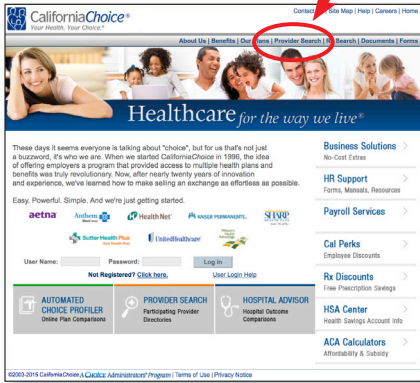 CaliforniaChoice®
Your Health. Your Choice.®
Contact | Site Map | Help | Careers | Home
About Us | Benefits | Our Plans | Provider Search | Rx Search | Documents | Forms
Healthcare for the way we live®
These days it seems everyone is talking about "choice", but for us that's not just
a buzzword, it's who we are. When we started CaliforniaChoice in 1996, the idea
of offering employers a program that provided access to multiple health plans and
benefits was truly revolutionary. Now, after nearly twenty years of innovation
and experience, we've learned how to make selling an exchange as effortless as possible.
Easy. Powerful. Simple. And we're just getting started.
aetna
Anthem
BlueCross
Health Net®
KAISER PERMANENTE®
SHARP
Sutter Health Plus
Your Health Plan
UnitedHealthcare®
Western
Health
Advantage
User Name:
Password:
Log in
Not Registered? Click here.
User Login Help
AUTOMATED
CHOICE PROFILER
Online Plan Comparisons
PROVIDER SEARCH
Participating Provider
Directories
HOSPITAL ADVISOR
Hospital Outcome
Comparisons
Business Solutions
No-Cost Extras
HR Support
Forms, Manuals, Resources
Payroll Services
Cal Perks
Employee Discounts
Rx Discounts
Free Prescription Savings
HSA Center
Health Savings Account Info
ACA Calculators
Affordability & Subsidy
©2003-2015 CaliforniaChoice A CHOICE Administrators® Program | Terms of Use | Privacy Notice